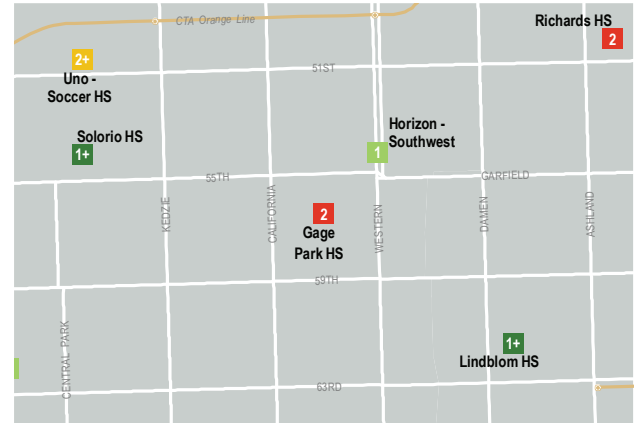 CTA Orange Line
Richards HS
2
2+
Uno -
Soccer HS
51ST
Solorio HS
1+
Horizon -
Southwest
1
55TH
GARFIELD
KEDZIE
CALIFORNIA
WESTERN
DAMEN
ASHLAND
2
Gage
Park HS
59TH
CENTRAL PARK
1+
Lindblom HS
63RD